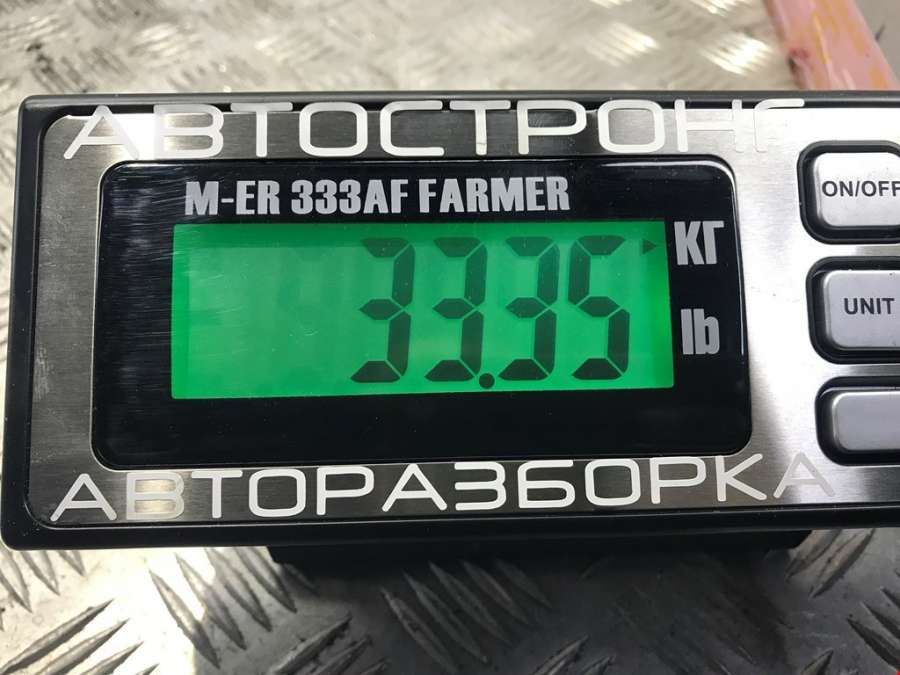 АВТОСТРОНГ
M-ER 333AF FARMER
33.35
КГ
lb
ON/OFF
UNIT
АВТОРАЗБОРКА